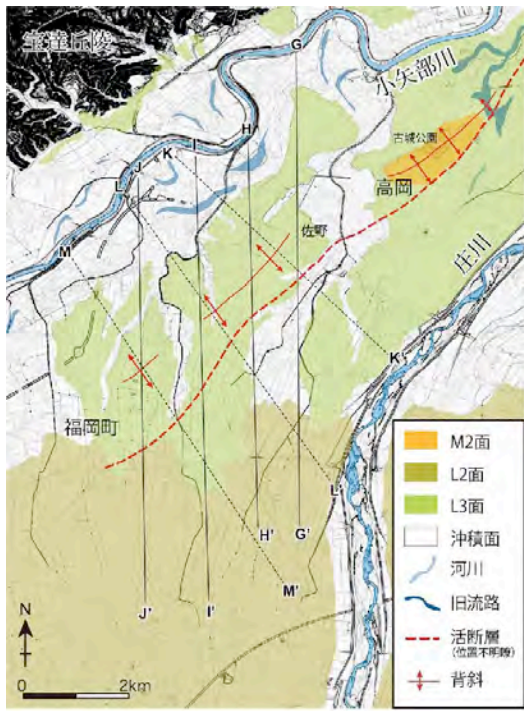 宝達丘陵
G
小矢部川
H
古城公園
I
K
J
高岡
L
佐野
M
庄川
K'
福岡町
L'
H'
G'
M'
J'
I'
N
0 2km
M2面
L2面
L3面
沖積面
河川
旧流路
活断層
(位置不明瞭)
背斜